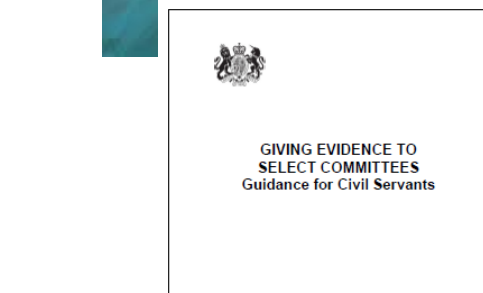 GIVING EVIDENCE TO
SELECT COMMITTEES
Guidance for Civil Servants